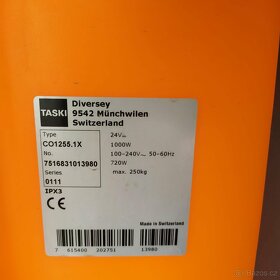 TASKI
Diversey
9542 Münchwilen
Switzerland
Type
CO1255.1X
No.
7516831013980
Series
0111
IPX3
CE
24V
1000W
100-240V~ 50-60Hz
720W
max. 250kg
Made in Switzerland
7 615400 202751
13980